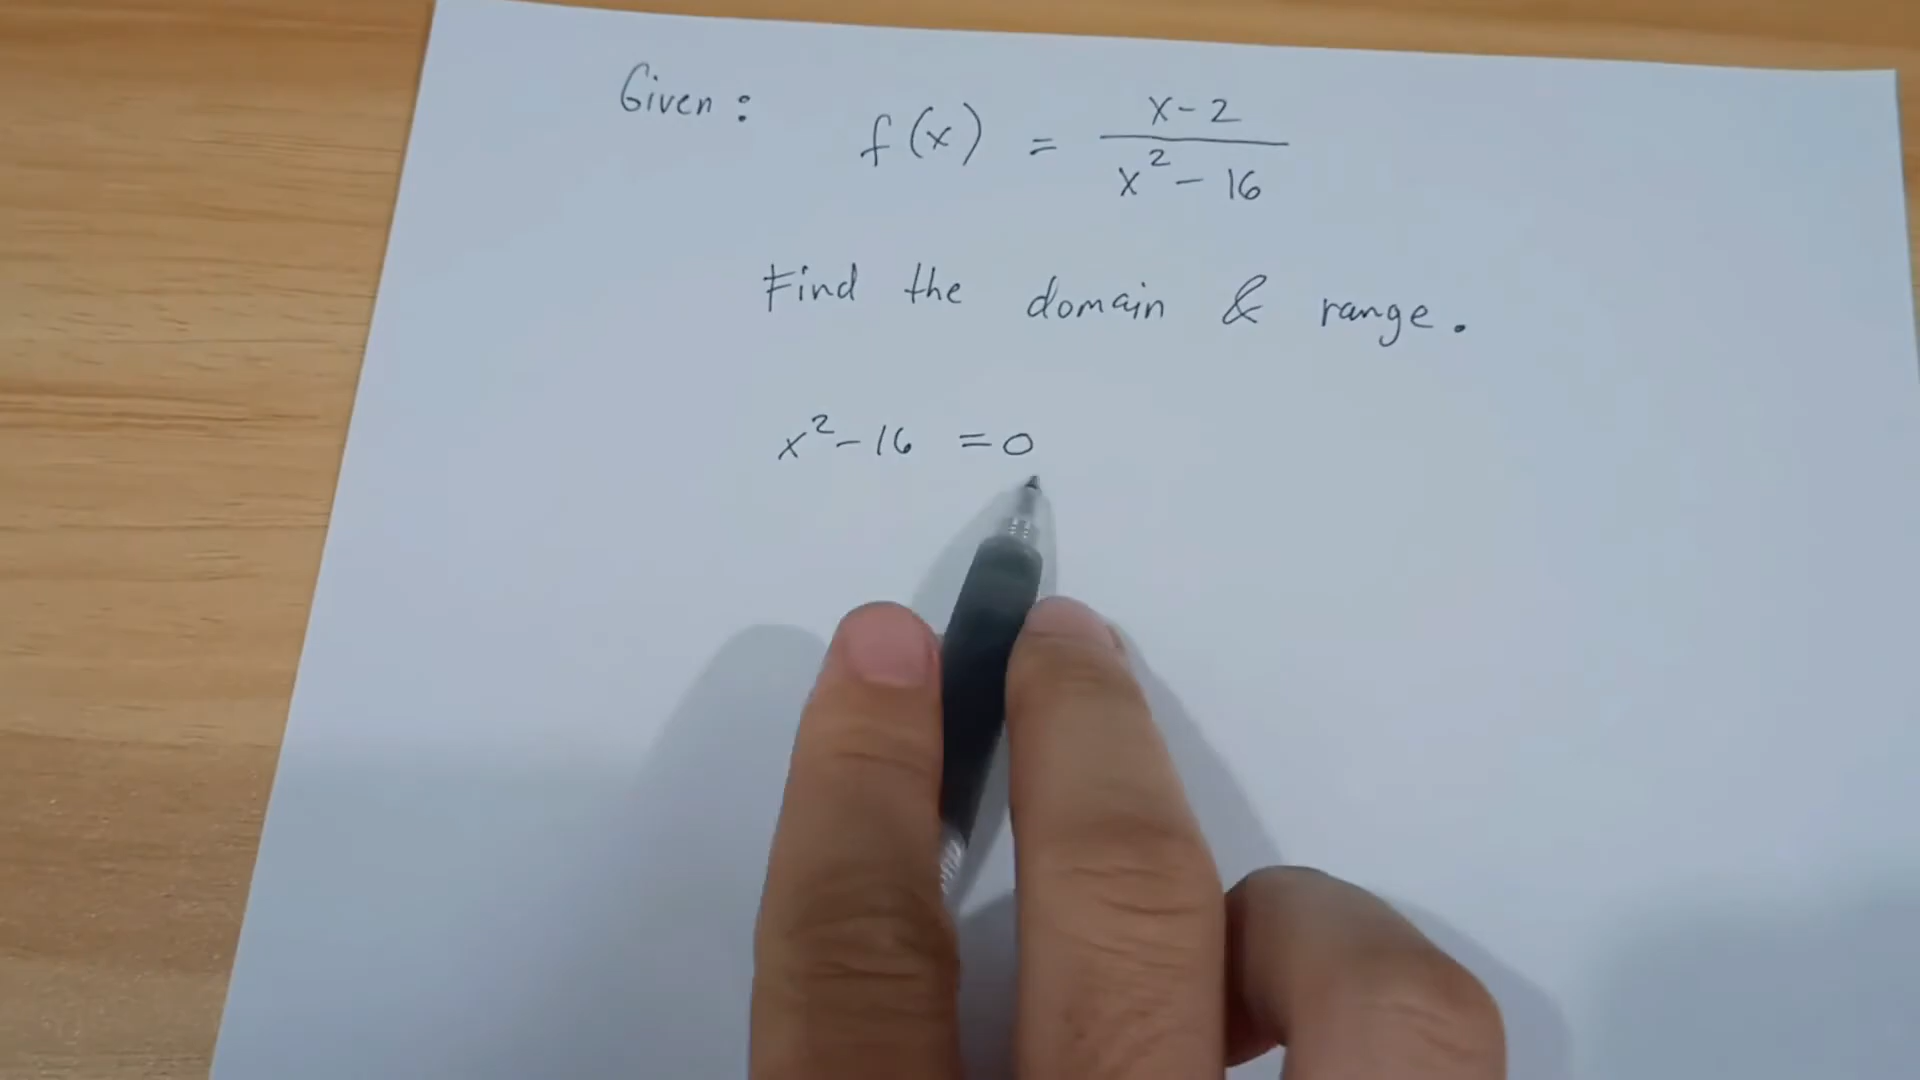 Given: f(x) = x-2 / x² - 16
Find the domain & range.
x² - 16 = 0